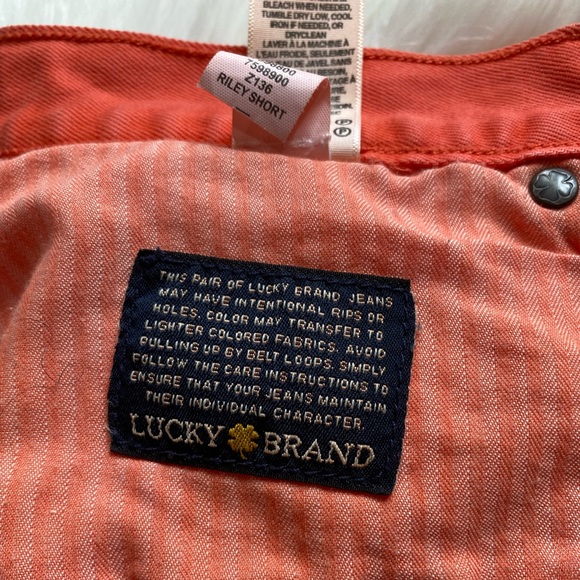 BLEACH WHEN NEEDED.
TUMBLE DRY LOW, COOL
IRON IF NEEDED, OR
DRYCLEAN
LAVER À LA MACHINE À
L'EAU FROIDE, SEULEMENT
7598900
Z136
RILEY SHORT
THIS PAIR OF LUCKY BRAND JEANS
MAY HAVE INTENTIONAL RIPS OR
HOLES. COLOR MAY TRANSFER TO
LIGHTER COLORED FABRICS. AVOID
PULLING UP BY BELT LOOPS. SIMPLY
FOLLOW THE CARE INSTRUCTIONS TO
ENSURE THAT YOUR JEANS MAINTAIN
THEIR INDIVIDUAL CHARACTER.
LUCKY BRAND